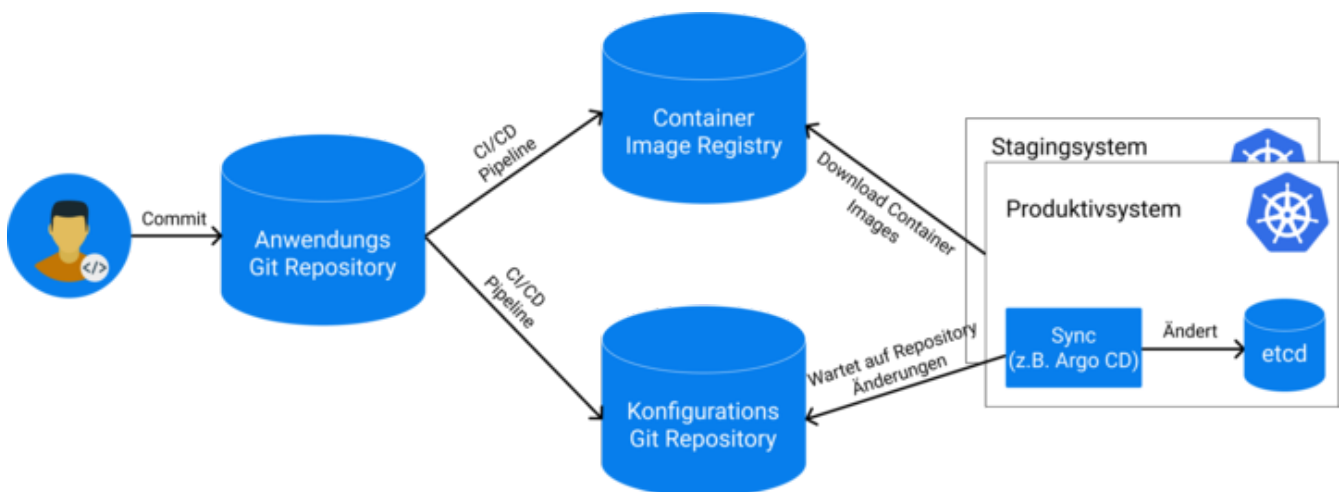 Commit
Anwendungs
Git Repository
CI/CD
Pipeline
CI/CD
Pipeline
Container
Image Registry
Konfigurations
Git Repository
Download Container
Images
Wartet auf Repository
Änderungen
Stagingsystem
Produktivsystem
Sync
(z.B. Argo CD)
Ändert
etcd